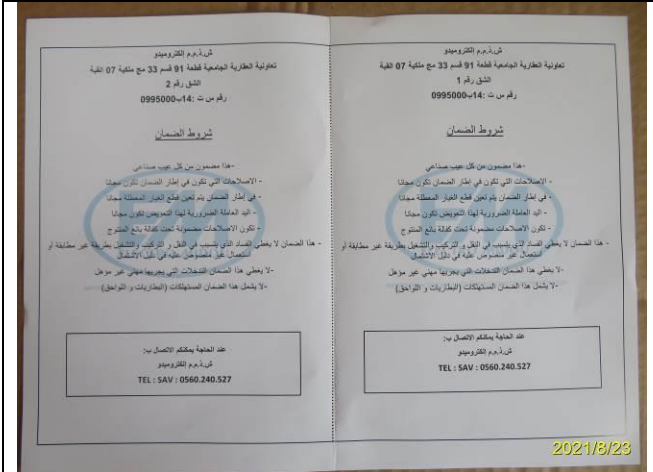 ش.ذ.م.م إلكتروميدو
تعاونية العقارية الجامعية قطعة 91 قسم 33 مج ملكية 07 القبة
الشق رقم 1
رقم س ت :14ب0995000
شروط الضمان
-هذا مضمون من كل عيب صناعي
- الاصلاحات التي تكون في إطار الضمان تكون مجانا
- في إطار الضمان يتم تعين قطع الغيار المعطلة مجانا
- اليد العاملة الضرورية لهذا التعويض تكون مجانا
- تكون الاصلاحات مضمونة تحت كفالة بائع المنتوج
- هذا الضمان لا يغطي الفساد الذي يتسبب في النقل و التركيب والتشغيل بطريقة غير مطابقة أو
استعمال غير منصوص عليه في دليل الاشتمال
-لا يغطي هذا الضمان التدخلات التي يجريها مهني غير مؤهل
-لا يشمل هذا الضمان المستهلكات (البطاريات و اللواحق)
عند الحاجة يمكنكم الاتصال ب:
ش.ذ.م.م إلكتروميدو
TEL : SAV : 0560.240.527
ش.ذ.م.م إلكتروميدو
تعاونية العقارية الجامعية قطعة 91 قسم 33 مج ملكية 07 القبة
الشق رقم 2
رقم س ت :14ب0995000
شروط الضمان
-هذا مضمون من كل عيب صناعي
- الاصلاحات التي تكون في إطار الضمان تكون مجانا
- في إطار الضمان يتم تعين قطع الغيار المعطلة مجانا
- اليد العاملة الضرورية لهذا التعويض تكون مجانا
- تكون الاصلاحات مضمونة تحت كفالة بائع المنتوج
- هذا الضمان لا يغطي الفساد الذي يتسبب في النقل و التركيب والتشغيل بطريقة غير مطابقة أو
استعمال غير منصوص عليه في دليل الاشتمال
-لا يغطي هذا الضمان التدخلات التي يجريها مهني غير مؤهل
-لا يشمل هذا الضمان المستهلكات (البطاريات و اللواحق)
عند الحاجة يمكنكم الاتصال ب:
ش.ذ.م.م إلكتروميدو
TEL : SAV : 0560.240.527
2021/8/23